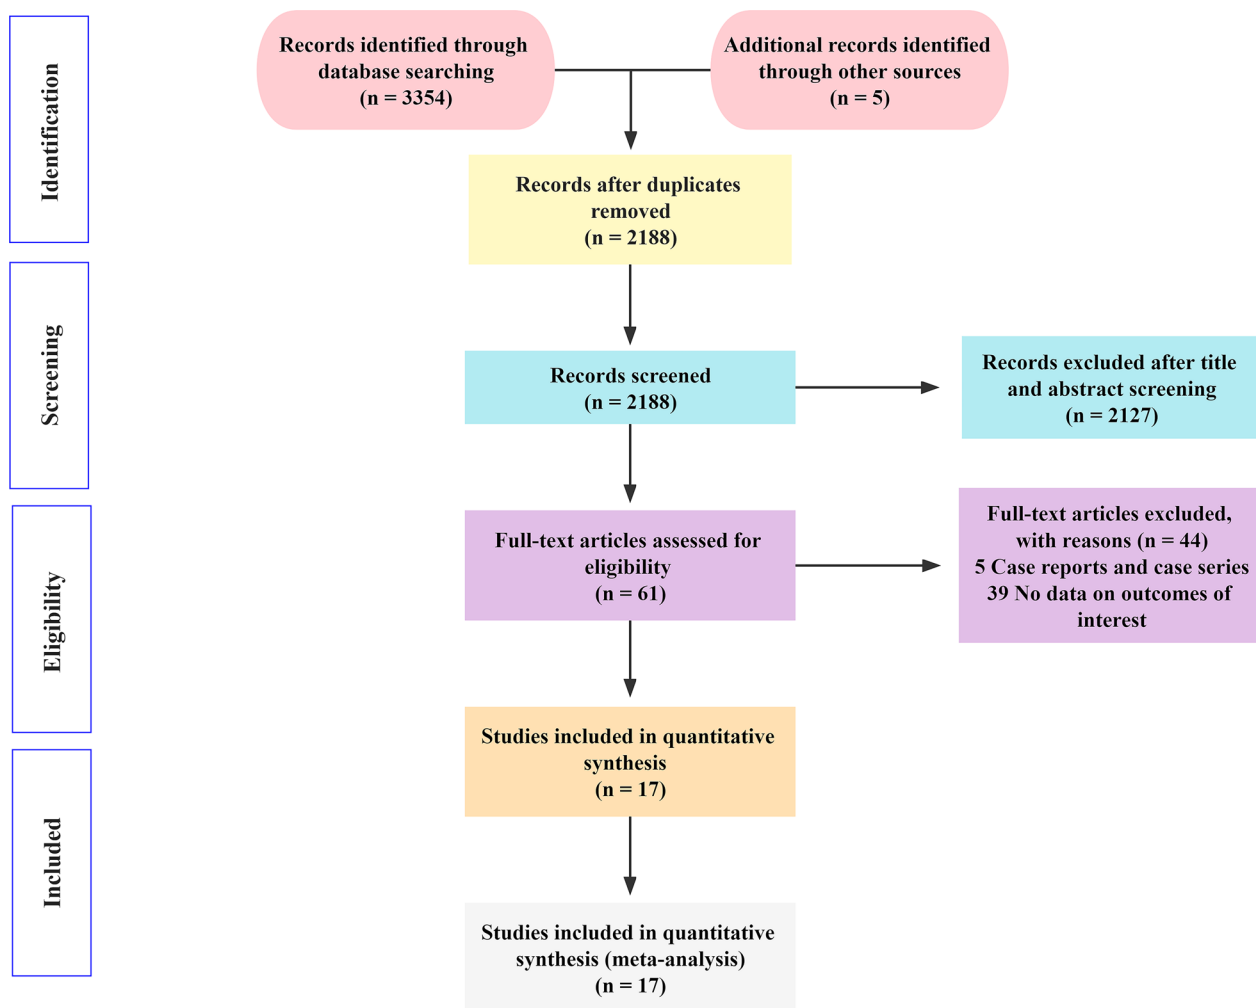 Identification
Records identified through
database searching
(n = 3354)
Additional records identified
through other sources
(n = 5)
Records after duplicates
removed
(n = 2188)
Screening
Records screened
(n = 2188)
Records excluded after title
and abstract screening
(n = 2127)
Eligibility
Full-text articles assessed for
eligibility
(n = 61)
Full-text articles excluded,
with reasons (n = 44)
5 Case reports and case series
39 No data on outcomes of
interest
Included
Studies included in quantitative
synthesis
(n = 17)
Studies included in quantitative
synthesis (meta-analysis)
(n = 17)